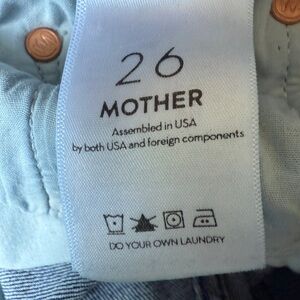 26
MOTHER
Assembled in USA
by both USA and foreign components
DO YOUR OWN LAUNDRY